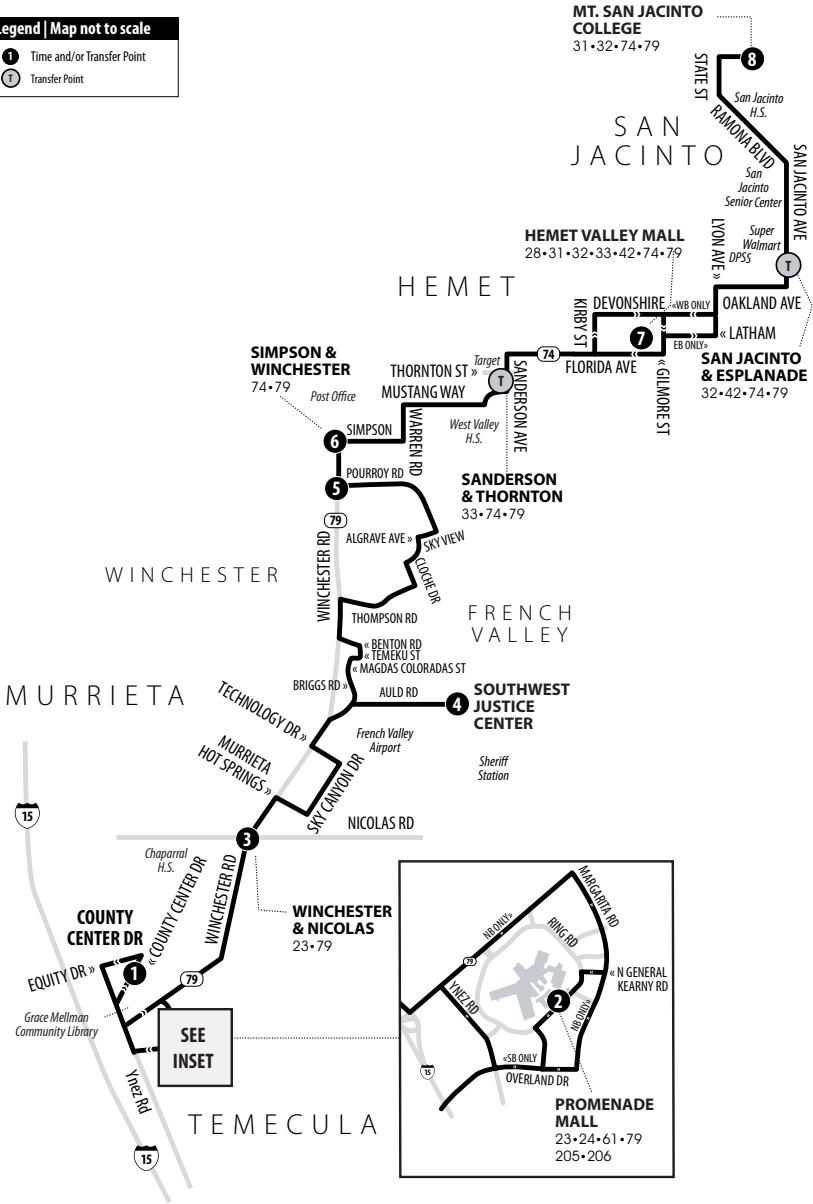 Legend | Map not to scale
1 Time and/or Transfer Point
T Transfer Point
MT. SAN JACINTO
COLLEGE
31•32•74•79
8
STATE ST
San Jacinto
H.S.
RAMONA BLVD
SAN
JACINTO
SAN JACINTO AVE
San
Jacinto
Senior Center
LYON AVE »
Super
Walmart
DPSS
T
HEMET VALLEY MALL
28•31•32•33•42•74•79
HEMET
KIRBY ST
DEVONSHIRE
«WB ONLY
OAKLAND AVE
7
« LATHAM
EB ONLY»
SAN JACINTO
& ESPLANADE
32•42•74•79
74
FLORIDA AVE
« GILMORE ST
SIMPSON &
WINCHESTER
74•79
Target
THORNTON ST »
T
MUSTANG WAY
SANDERSON AVE
Post Office
WARREN RD
West Valley
H.S.
6
SIMPSON
SANDERSON
& THORNTON
33•74•79
5
POURROY RD
79
WINCHESTER RD
ALGRAVE AVE »
SKY VIEW
CLOCHE DR
WINCHESTER
THOMPSON RD
FRENCH
VALLEY
« BENTON RD
« TEMEKU ST
« MAGDAS COLORADAS ST
BRIGGS RD »
AULD RD
4
SOUTHWEST
JUSTICE
CENTER
MURRIETA
TECHNOLOGY DR »
French Valley
Airport
Sheriff
Station
MURRIETA
HOT SPRINGS »
SKY CANYON DR
15
NICOLAS RD
3
Chaparral
H.S.
WINCHESTER RD
WINCHESTER
& NICOLAS
23•79
COUNTY
CENTER DR
« COUNTY CENTER DR
EQUITY DR »
1
79
Grace Mellman
Community Library
SEE
INSET
Ynez Rd
TEMECULA
15
MARGARITA RD
NB ONLY»
RING RD
79
YNEZ RD
« N GENERAL
KEARNY RD
2
NB ONLY»
15
«SB ONLY
OVERLAND DR
PROMENADE
MALL
23•24•61•79
205•206